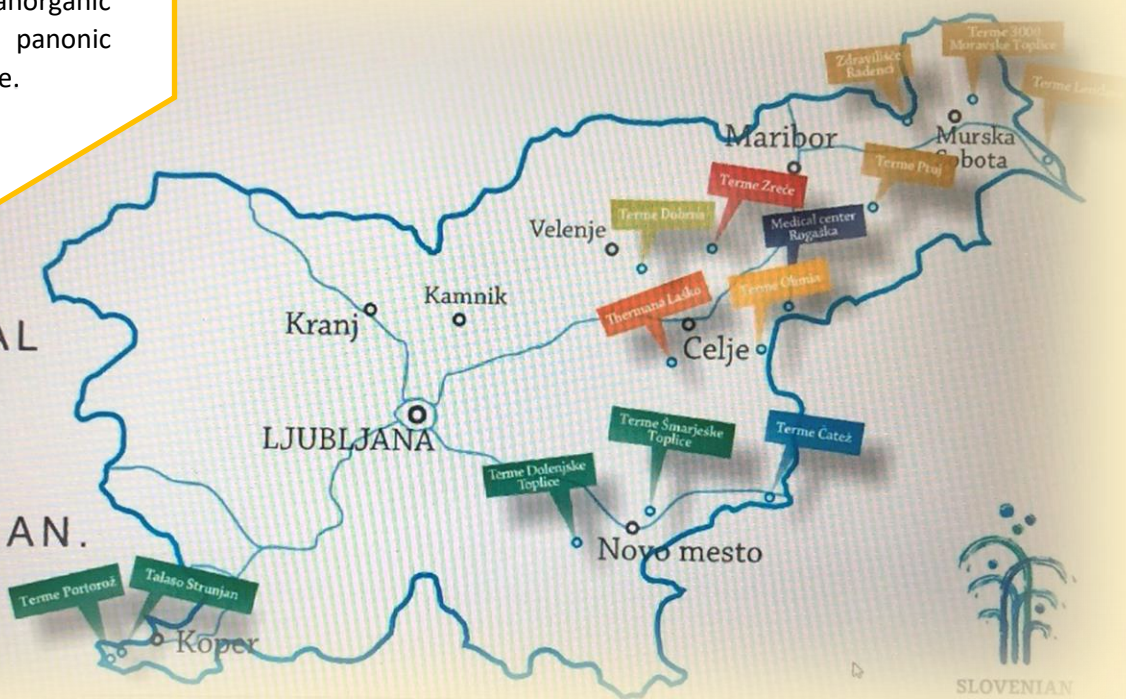 anorganic
panonic
e.
Terme 3000
Moravske Toplice
Zdravilišče
Radenci
Maribor
Murska
Sobota
Terme Ptuj
Terme Zreče
Velenje
Terme Dobrna
Medical center
Rogaška
Kamnik
Kranj
Thermana Laško
Terme Olimia
Celje
AL
LJUBLJANA
Terme Šmarješke
Toplice
Terme Čatež
Terme Dolenjske
Toplice
AN.
Novo mesto
Terme Portorož
Talaso Strunjan
Koper
SLOVENIAN